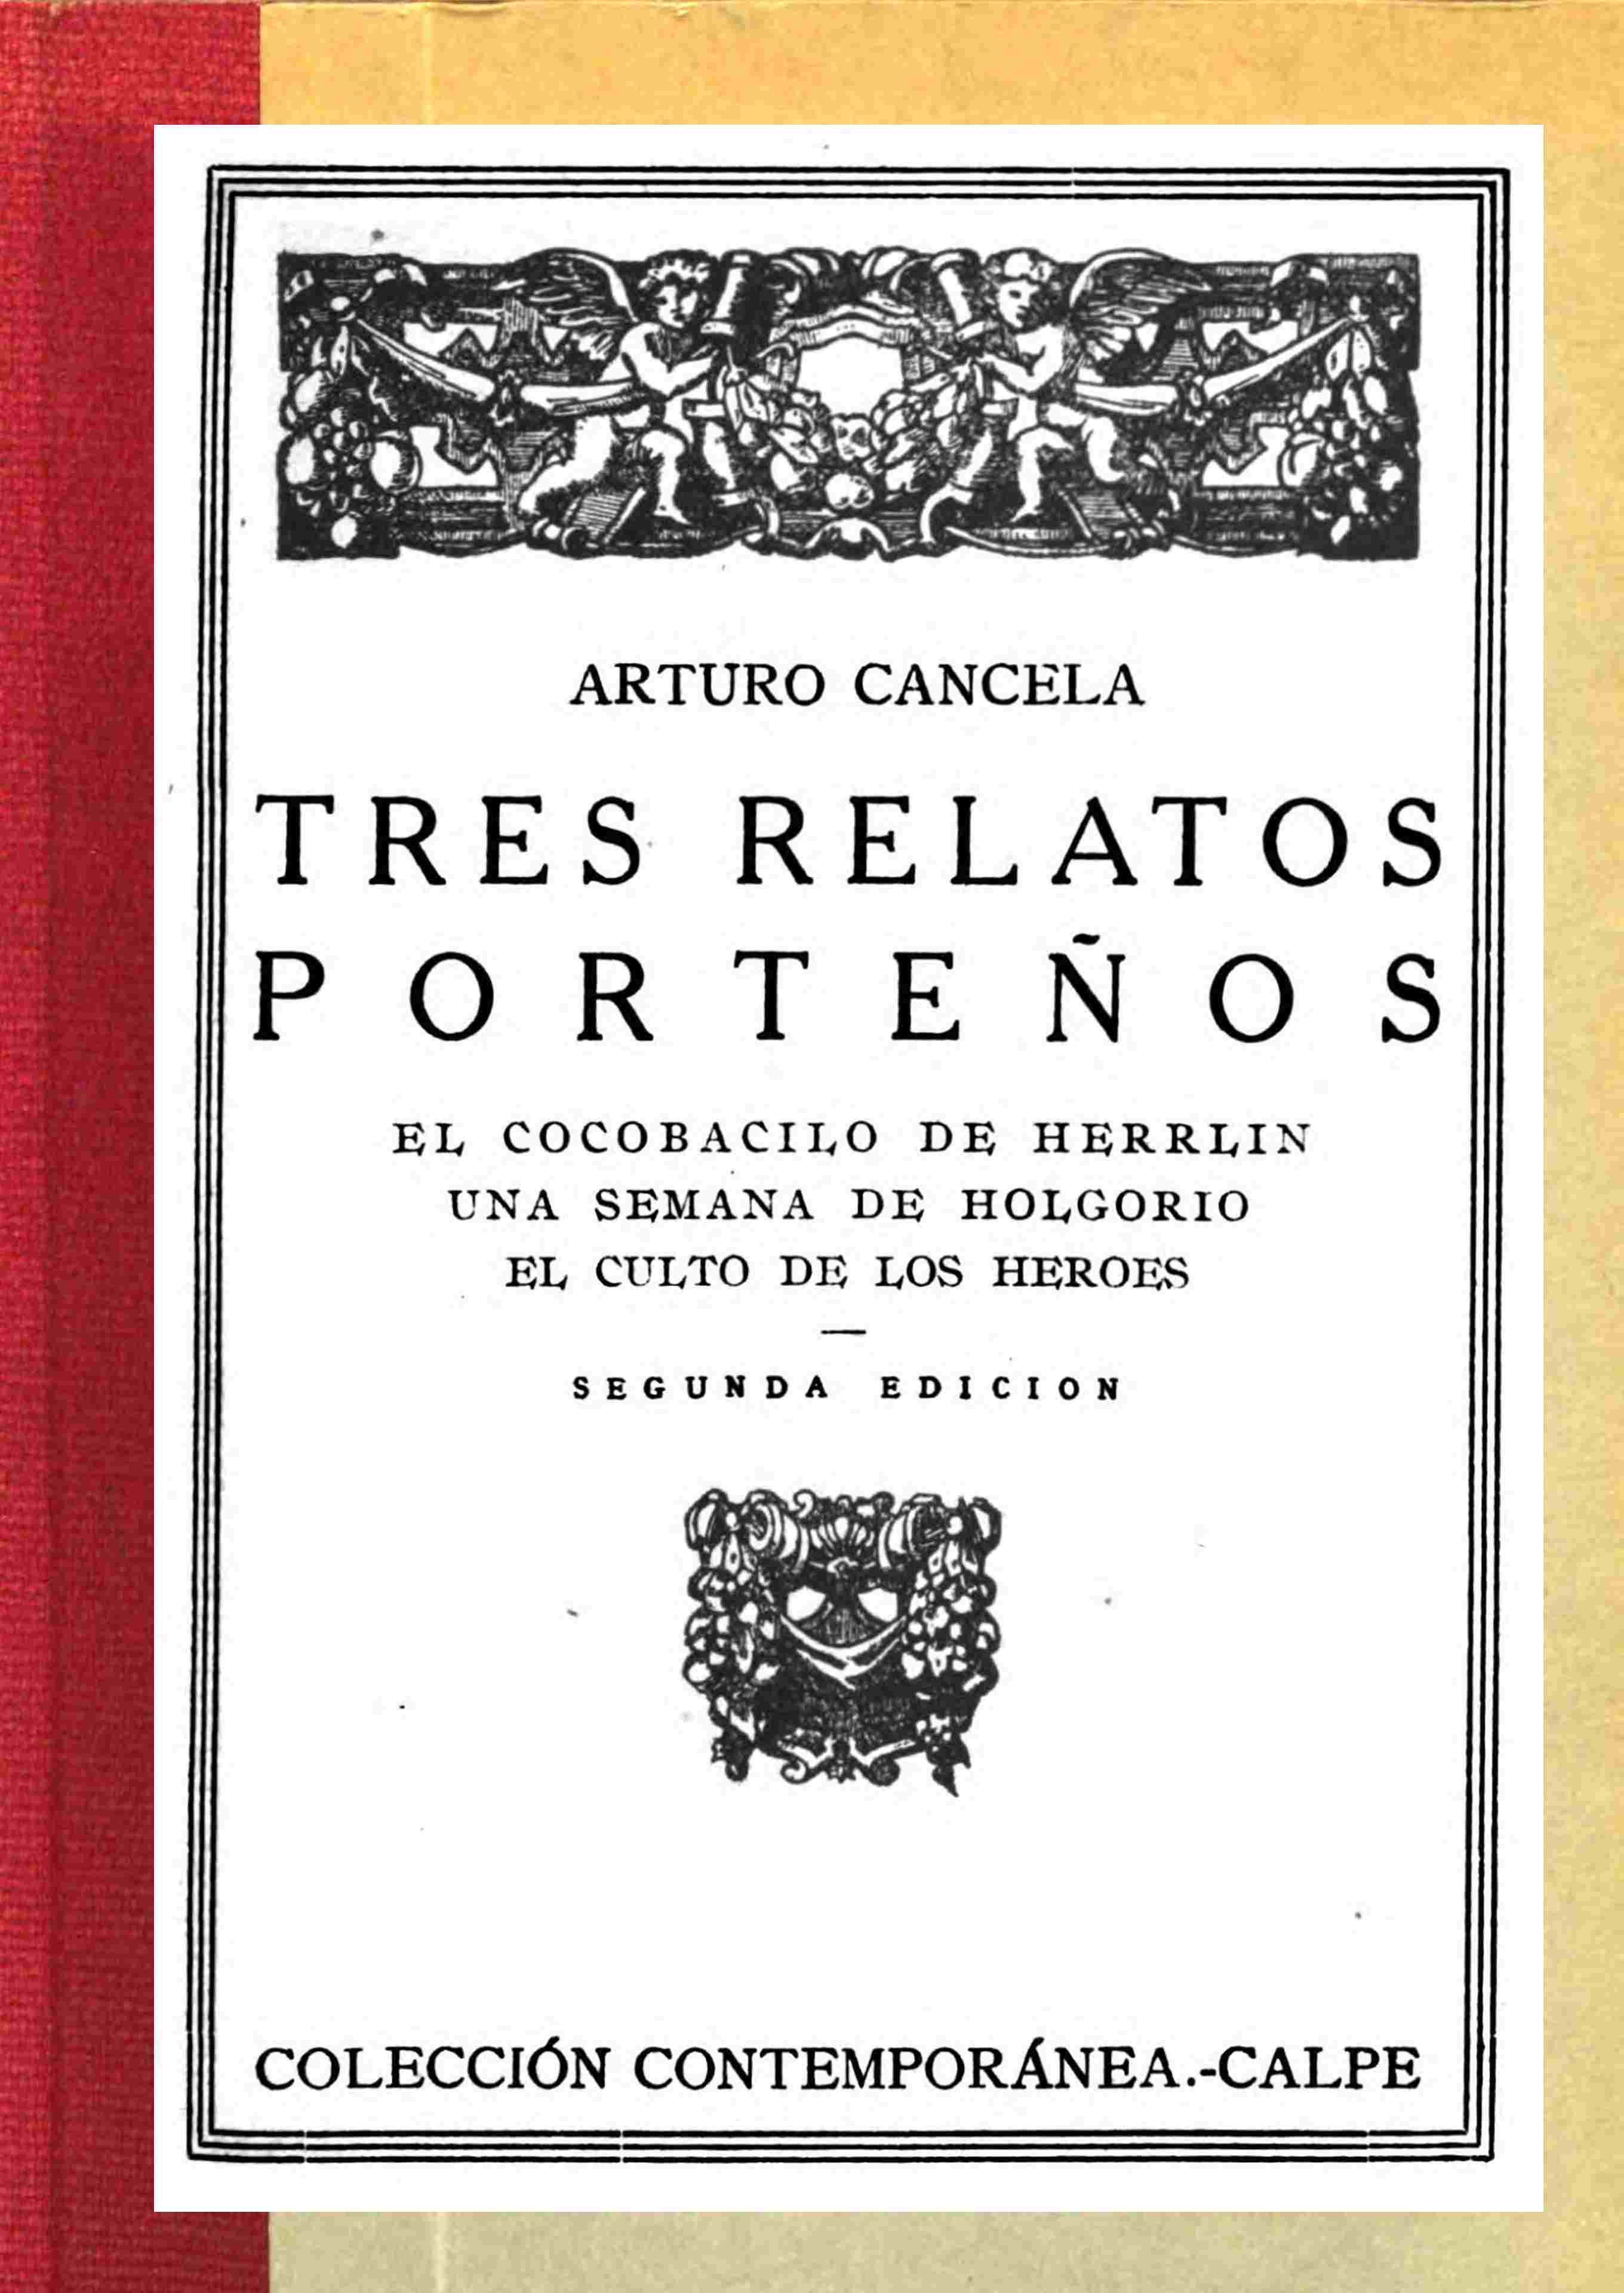 ARTURO CANCELA
TRES RELATOS
PORTEÑOS
EL COCOBACILO DE HERRLIN
UNA SEMANA DE HOLGORIO
EL CULTO DE LOS HEROES
SEGUNDA EDICION
COLECCIÓN CONTEMPORÁNEA.-CALPE